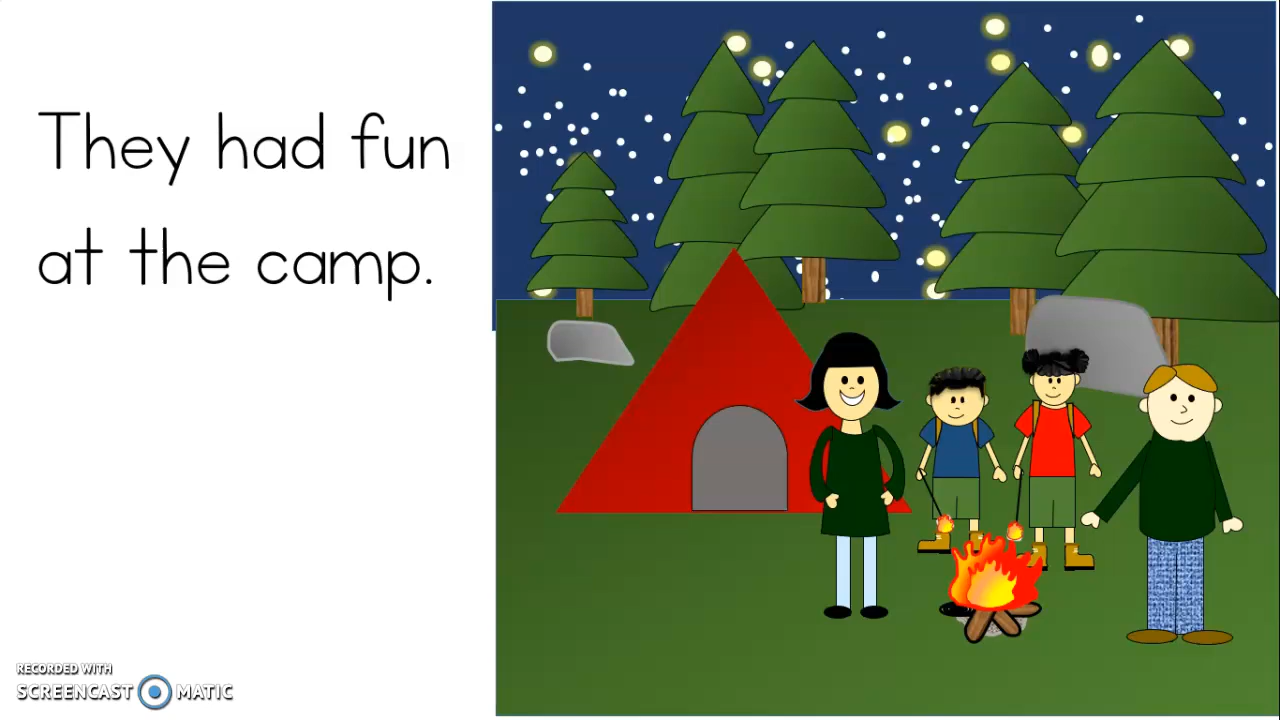 They had fun
at the camp.
RECORDED WITH
SCREENCAST MATIC